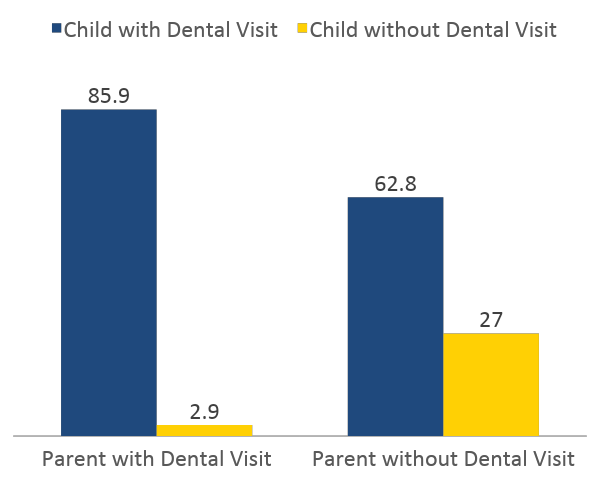 Child with Dental Visit Child without Dental Visit
85.9
62.8
27
2.9
Parent with Dental Visit Parent without Dental Visit